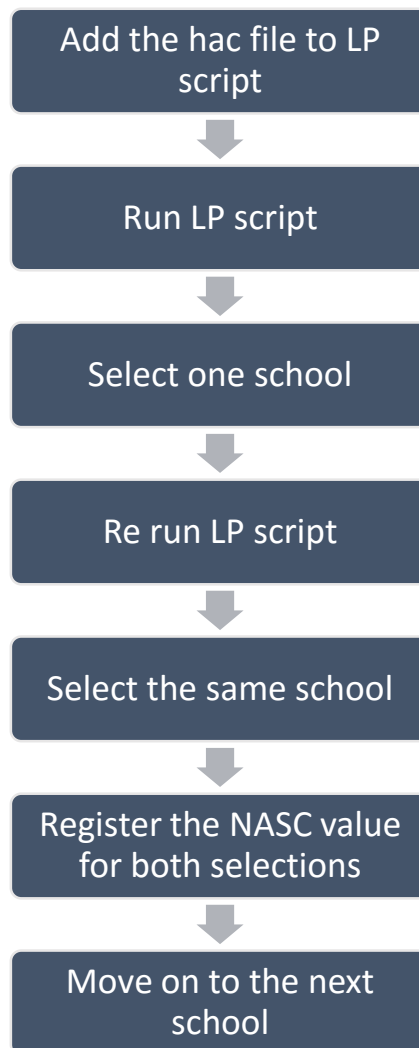 Add the hac file to LP
script
Run LP script
Select one school
Re run LP script
Select the same school
Register the NASC value
for both selections
Move on to the next
school